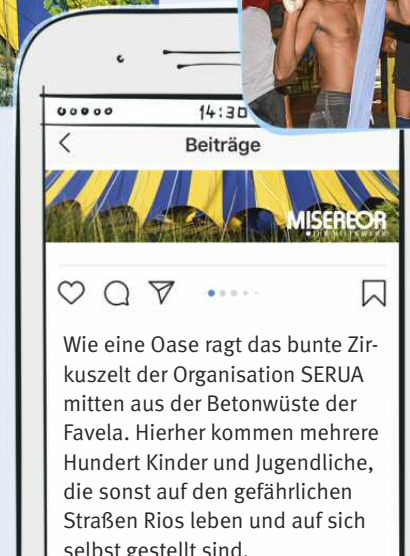 14:30
Beiträge
MISEREOR
● IHR HILFSWERK
Wie eine Oase ragt das bunte Zir-
kuszelt der Organisation SERUA
mitten aus der Betonwüste der
Favela. Hierher kommen mehrere
Hundert Kinder und Jugendliche,
die sonst auf den gefährlichen
Straßen Rios leben und auf sich
selbst gestellt sind.